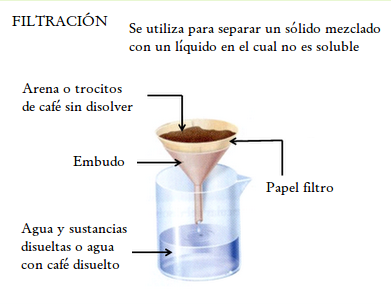 FILTRACIÓN
Se utiliza para separar un sólido mezclado
con un líquido en el cual no es soluble
Arena o trocitos
de café sin disolver
Embudo
Papel filtro
Agua y sustancias
disueltas o agua
con café disuelto